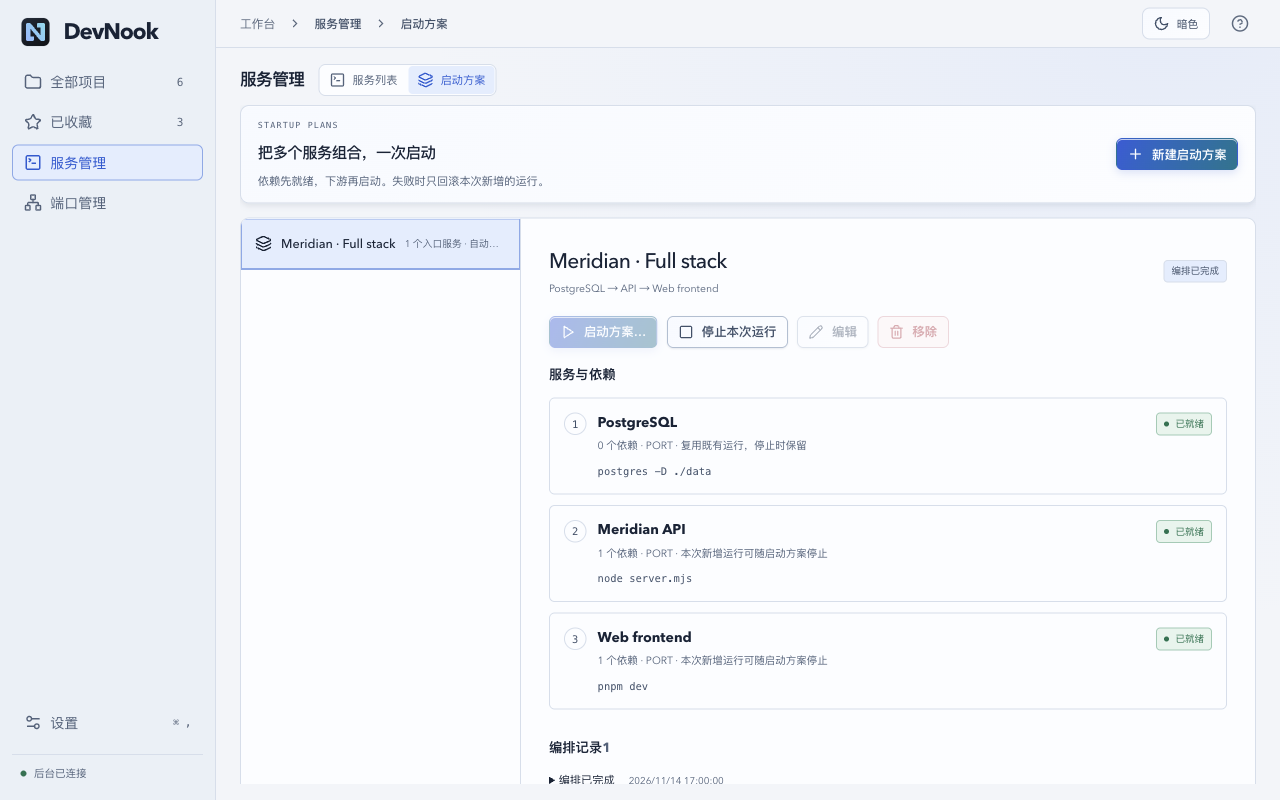 DevNook
全部项目 6
已收藏 3
服务管理
端口管理
设置 ⌘ ,
后台已连接
工作台 > 服务管理 > 启动方案
暗色
服务管理
服务列表
启动方案
STARTUP PLANS
把多个服务组合，一次启动
依赖先就绪，下游再启动。失败时只回滚本次新增的运行。
新建启动方案
Meridian · Full stack 1 个入口服务 · 自动…
Meridian · Full stack
PostgreSQL → API → Web frontend
编排已完成
启动方案…
停止本次运行
编辑
移除
服务与依赖
1 PostgreSQL 已就绪
0 个依赖 · PORT · 复用既有运行，停止时保留
postgres -D ./data
2 Meridian API 已就绪
1 个依赖 · PORT · 本次新增运行可随启动方案停止
node server.mjs
3 Web frontend 已就绪
1 个依赖 · PORT · 本次新增运行可随启动方案停止
pnpm dev
编排记录1
编排已完成 2026/11/14 17:00:00